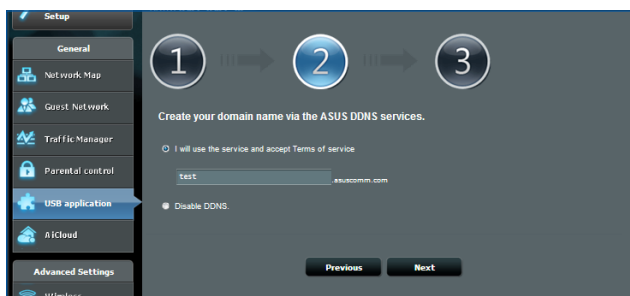 Setup
General
Network Map
Guest Network
Traffic Manager
Parental control
USB application
AiCloud
Advanced Settings
Wireless
1
2
3
Create your domain name via the ASUS DDNS services.
I will use the service and accept Terms of service
test .asuscomm.com
Disable DDNS.
Previous Next